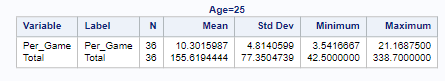 Age=25
Variable Label N Mean Std Dev Minimum Maximum
Per_Game Per_Game 36 10.3015987 4.8140599 3.5416667 21.1687500
Total Total 36 155.6194444 77.3504739 42.5000000 338.7000000